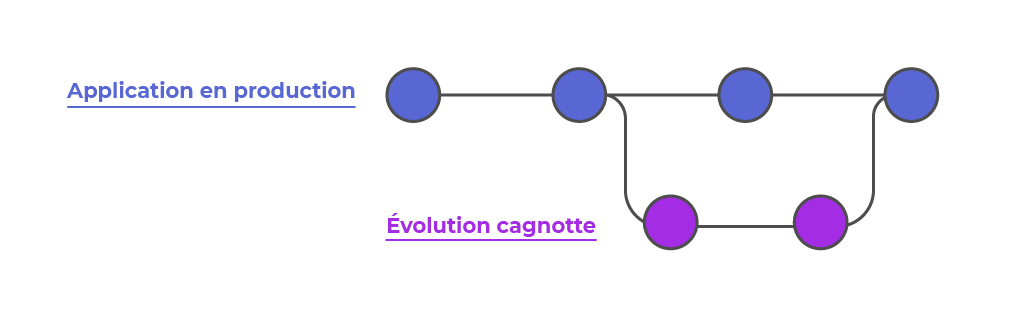 Application en production
Évolution cagnotte